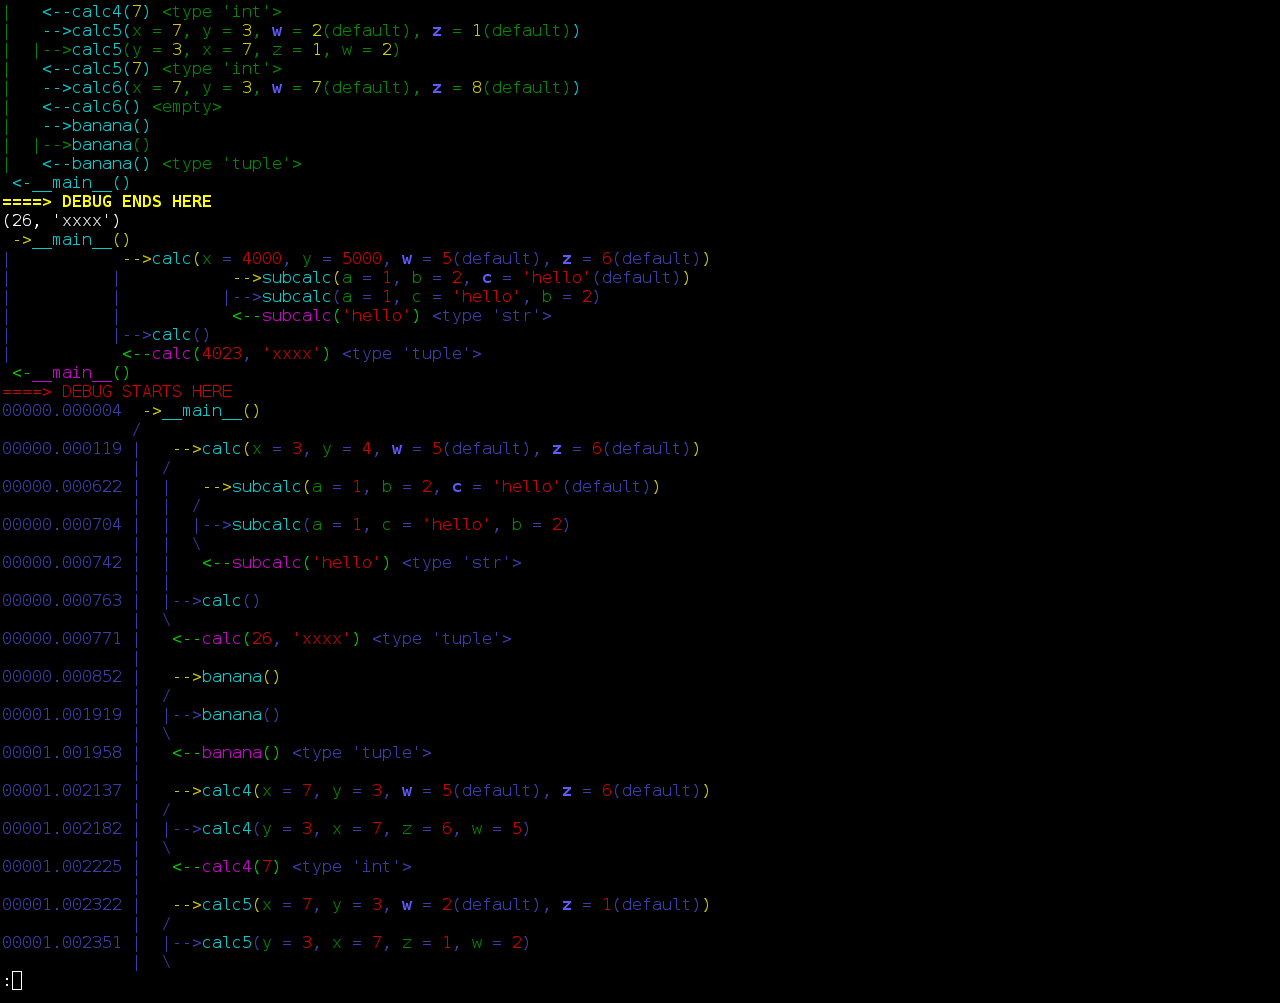 |   <--calc4(7) <type 'int'>
|   -->calc5(x = 7, y = 3, w = 2(default), z = 1(default))
|  |-->calc5(y = 3, x = 7, z = 1, w = 2)
|   <--calc5(7) <type 'int'>
|   -->calc6(x = 7, y = 3, w = 7(default), z = 8(default))
|   <--calc6() <empty>
|   -->banana()
|  |-->banana()
|   <--banana() <type 'tuple'>
 <-__main__()
====> DEBUG ENDS HERE
(26, 'xxxx')
 ->__main__()
|           -->calc(x = 4000, y = 5000, w = 5(default), z = 6(default))
|          |           -->subcalc(a = 1, b = 2, c = 'hello'(default))
|          |          |-->subcalc(a = 1, c = 'hello', b = 2)
|          |           <--subcalc('hello') <type 'str'>
|          |-->calc()
|           <--calc(4023, 'xxxx') <type 'tuple'>
 <-__main__()
====> DEBUG STARTS HERE
00000.000004  ->__main__()
             /
00000.000119 |   -->calc(x = 3, y = 4, w = 5(default), z = 6(default))
             |  /
00000.000622 |  |   -->subcalc(a = 1, b = 2, c = 'hello'(default))
             |  |  /
00000.000704 |  |  |-->subcalc(a = 1, c = 'hello', b = 2)
             |  |  \
00000.000742 |  |   <--subcalc('hello') <type 'str'>
             |  |
00000.000763 |  |-->calc()
             |  \
00000.000771 |   <--calc(26, 'xxxx') <type 'tuple'>
             |
00000.000852 |   -->banana()
             |  /
00001.001919 |  |-->banana()
             |  \
00001.001958 |   <--banana() <type 'tuple'>
             |
00001.002137 |   -->calc4(x = 7, y = 3, w = 5(default), z = 6(default))
             |  /
00001.002182 |  |-->calc4(y = 3, x = 7, z = 6, w = 5)
             |  \
00001.002225 |   <--calc4(7) <type 'int'>
             |
00001.002322 |   -->calc5(x = 7, y = 3, w = 2(default), z = 1(default))
             |  /
00001.002351 |  |-->calc5(y = 3, x = 7, z = 1, w = 2)
             |  \
: